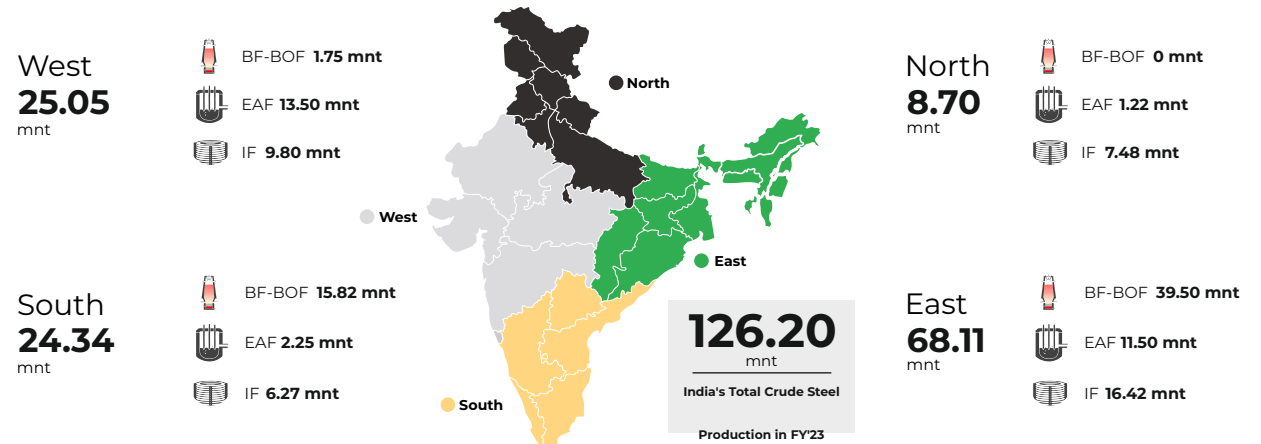 West
25.05
mnt
BF-BOF 1.75 mnt
EAF 13.50 mnt
IF 9.80 mnt
North
8.70
mnt
BF-BOF 0 mnt
EAF 1.22 mnt
IF 7.48 mnt
North
West
East
South
South
24.34
mnt
BF-BOF 15.82 mnt
EAF 2.25 mnt
IF 6.27 mnt
126.20
mnt
India's Total Crude Steel
Production in FY'23
East
68.11
mnt
BF-BOF 39.50 mnt
EAF 11.50 mnt
IF 16.42 mnt